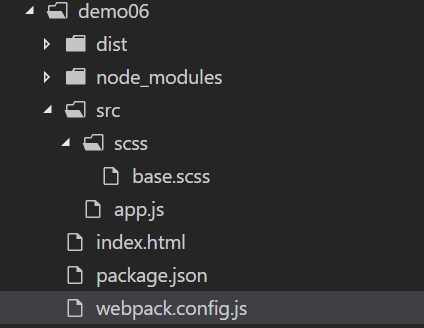 demo06
dist
node_modules
src
scss
base.scss
app.js
index.html
package.json
webpack.config.js